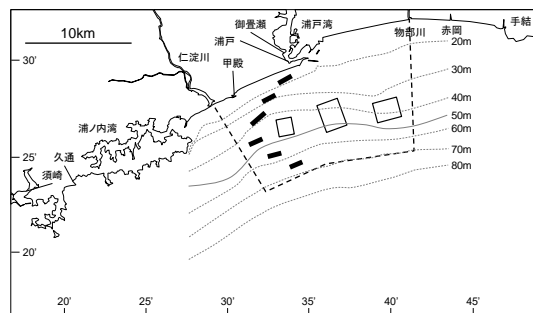 御畳瀬 浦戸湾
10km
浦戸
物部川 赤岡 手結
仁淀川
甲殿
20m
30'
30m
40m
浦ノ内湾
50m
60m
久通
25'
70m
須崎
80m
20'
20' 25' 30' 35' 40' 45'